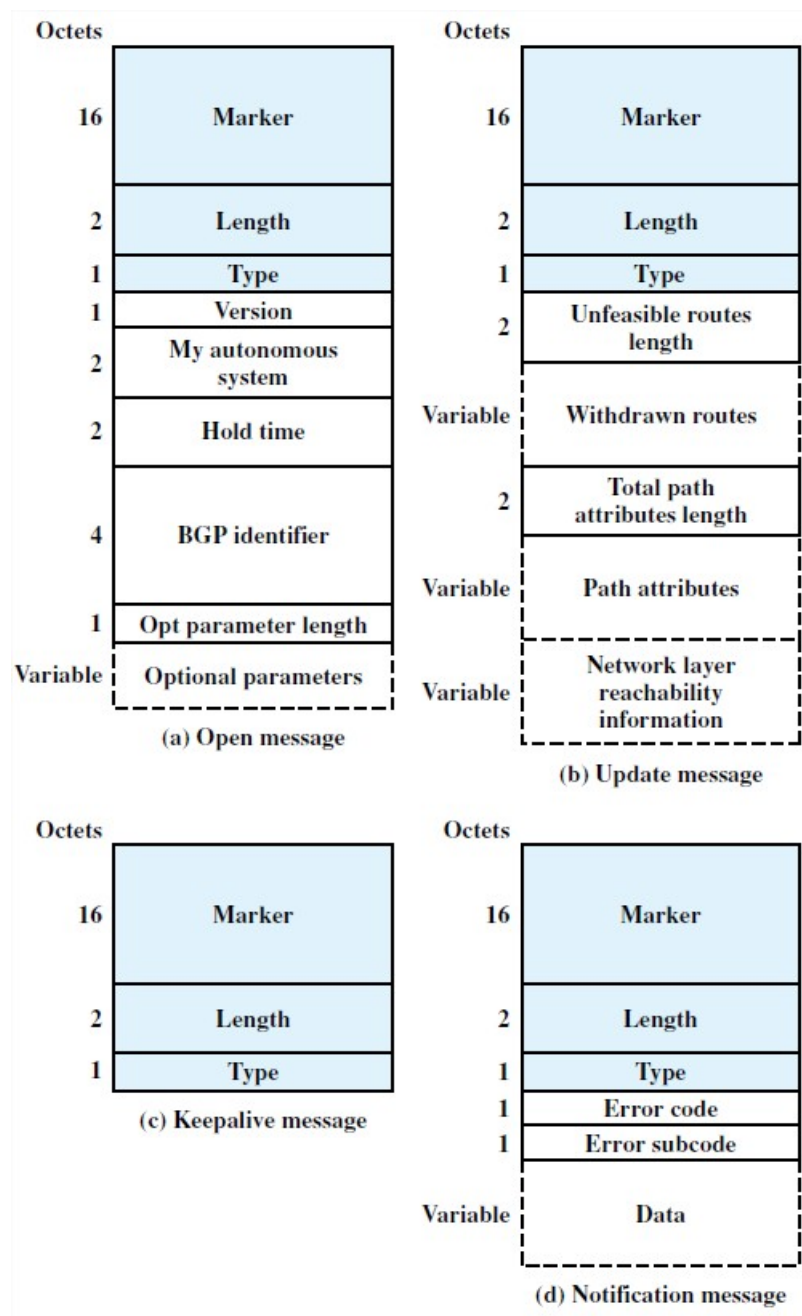 Octets
16 Marker
2 Length
1 Type
1 Version
2 My autonomous
system
2 Hold time
4 BGP identifier
1 Opt parameter length
Variable Optional parameters
(a) Open message
Octets
16 Marker
2 Length
1 Type
2 Unfeasible routes
length
Variable Withdrawn routes
2 Total path
attributes length
Variable Path attributes
Variable Network layer
reachability
information
(b) Update message
Octets
16 Marker
2 Length
1 Type
(c) Keepalive message
Octets
16 Marker
2 Length
1 Type
1 Error code
1 Error subcode
Variable Data
(d) Notification message